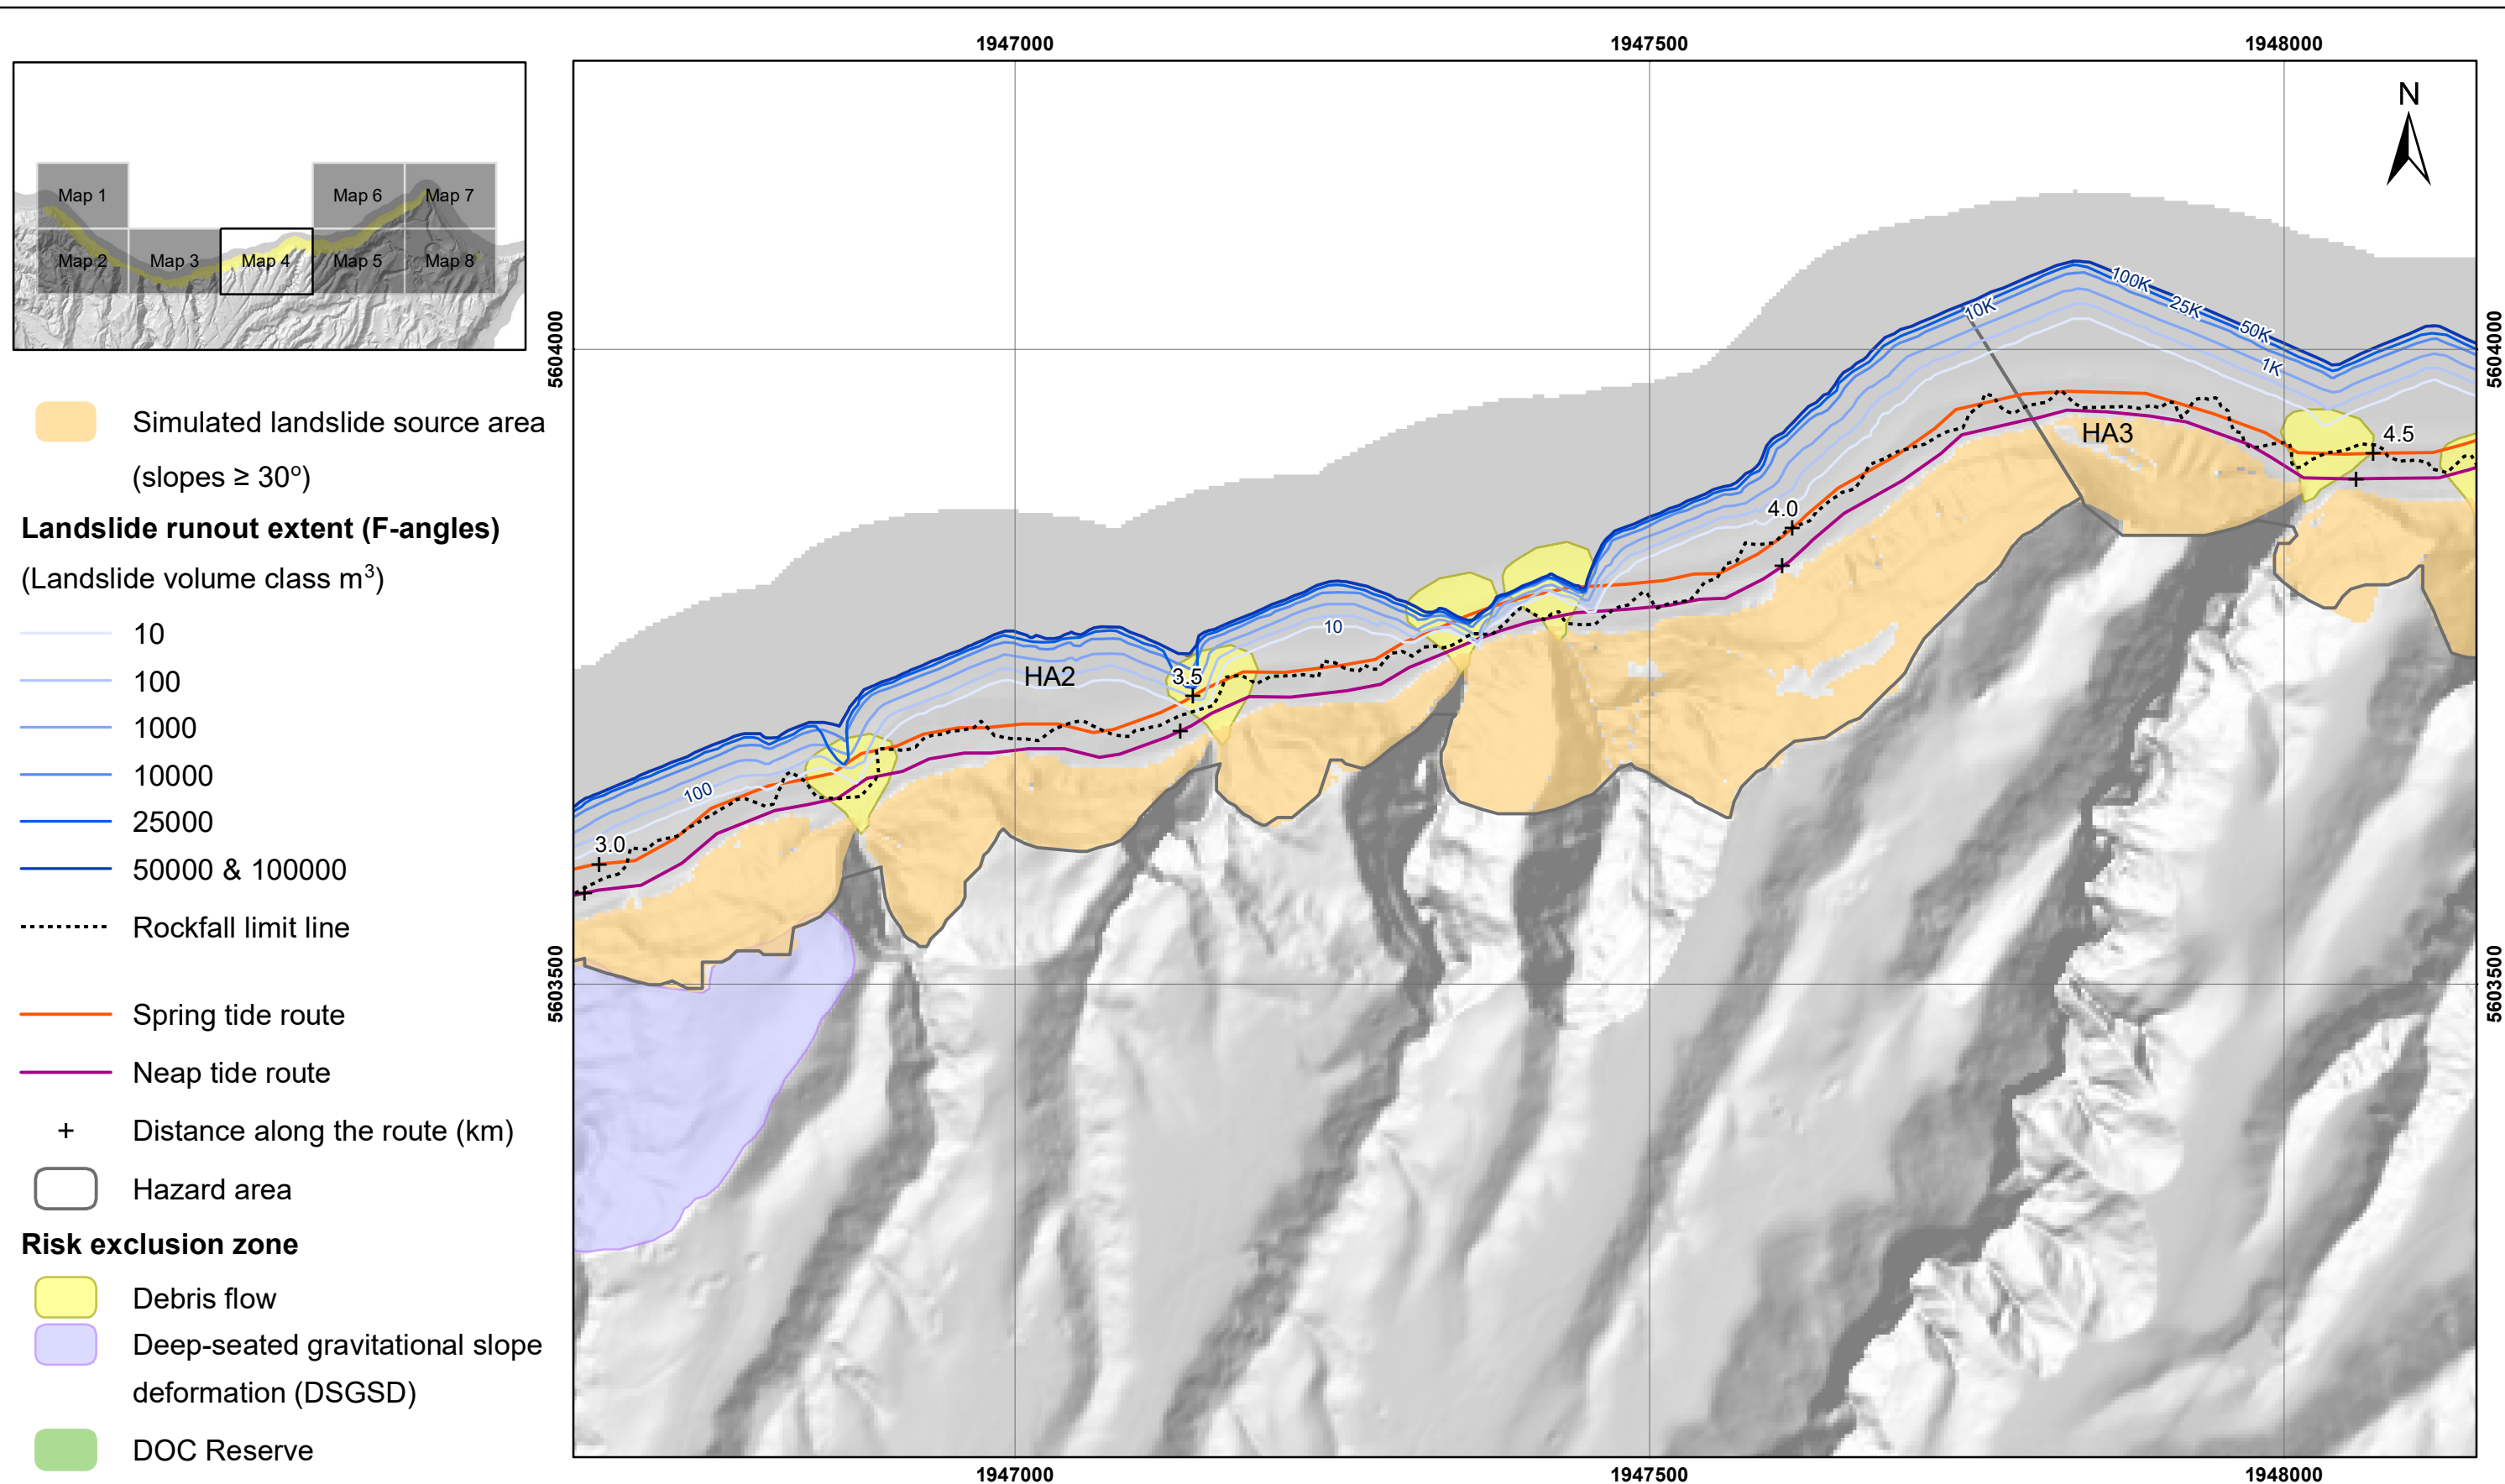 1947000
1947500
1948000
N
Map 1
Map 6
Map 7
Map 2
Map 3
Map 4
Map 5
Map 8
5604000
5604000
Simulated landslide source area
(slopes ≥ 30º)
Landslide runout extent (F-angles)
(Landslide volume class m³)
10
100
1000
10000
25000
50000 & 100000
Rockfall limit line
Spring tide route
Neap tide route
Distance along the route (km)
Hazard area
Risk exclusion zone
Debris flow
Deep-seated gravitational slope
deformation (DSGSD)
DOC Reserve
100K
25K
50K
10K
1K
HA3
4.5
4.0
10
HA2
3.5
100
3.0
5603500
5603500
1947000
1947500
1948000